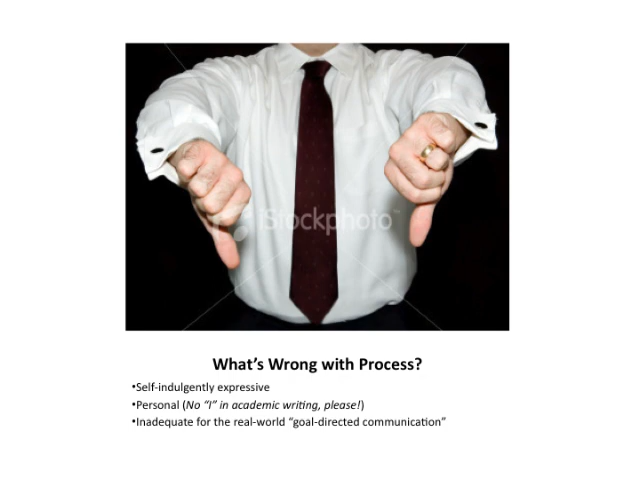 iStockphoto™
What's Wrong with Process?
•Self-indulgently expressive
•Personal (No "I" in academic writing, please!)
•Inadequate for the real-world "goal-directed communication"